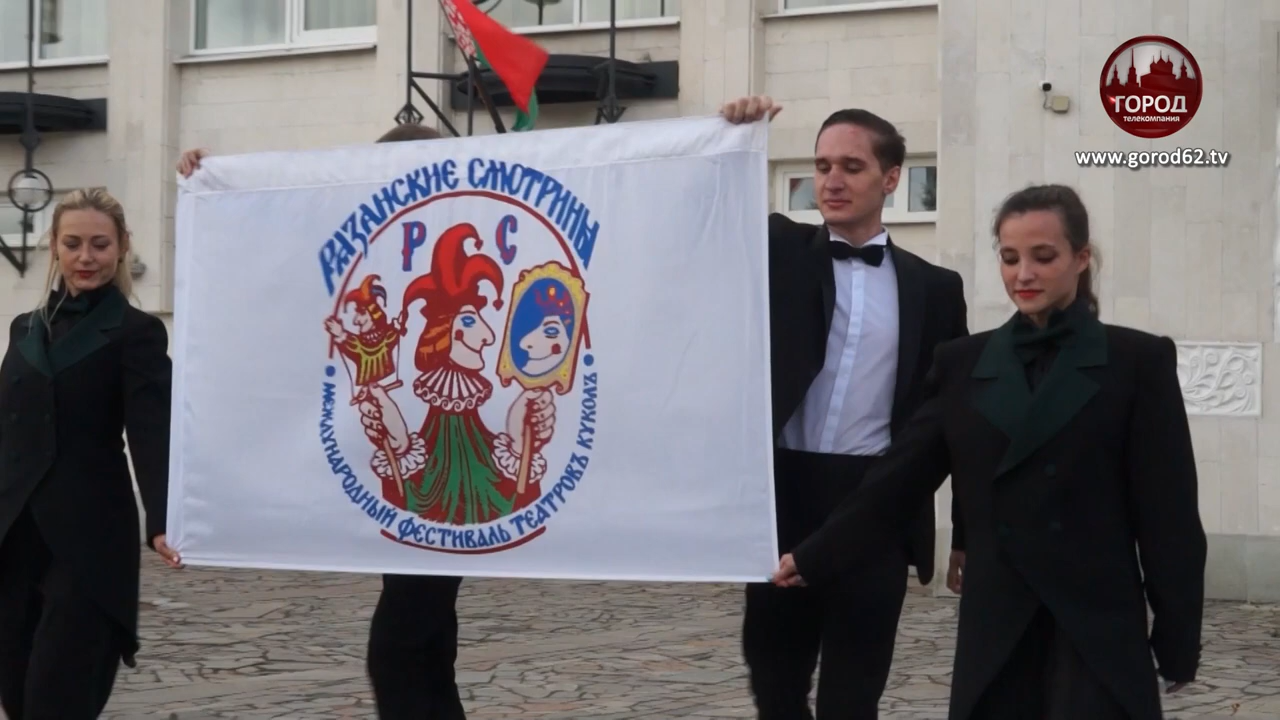 ГОРОД
телекомпания
www.gorod62.tv
РЯЗАНСКИЕ СМОТРИНЫ
Р С
• МЕЖДУНАРОДНЫЙ ФЕСТИВАЛЬ ТЕАТРОВЪ КУКОЛЪ •